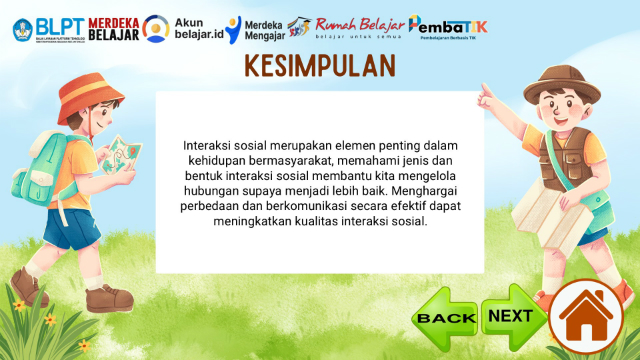 BLPT
MERDEKA
BELAJAR
Akun
belajar.id
Merdeka
Mengajar
Rumah Belajar
belajar untuk semua
PembaTIK
Pembelajaran Berbasis TIK
KESIMPULAN
Interaksi sosial merupakan elemen penting dalam
kehidupan bermasyarakat, memahami jenis dan
bentuk interaksi sosial membantu kita mengelola
hubungan supaya menjadi lebih baik. Menghargai
perbedaan dan berkomunikasi secara efektif dapat
meningkatkan kualitas interaksi sosial.
BACK
NEXT